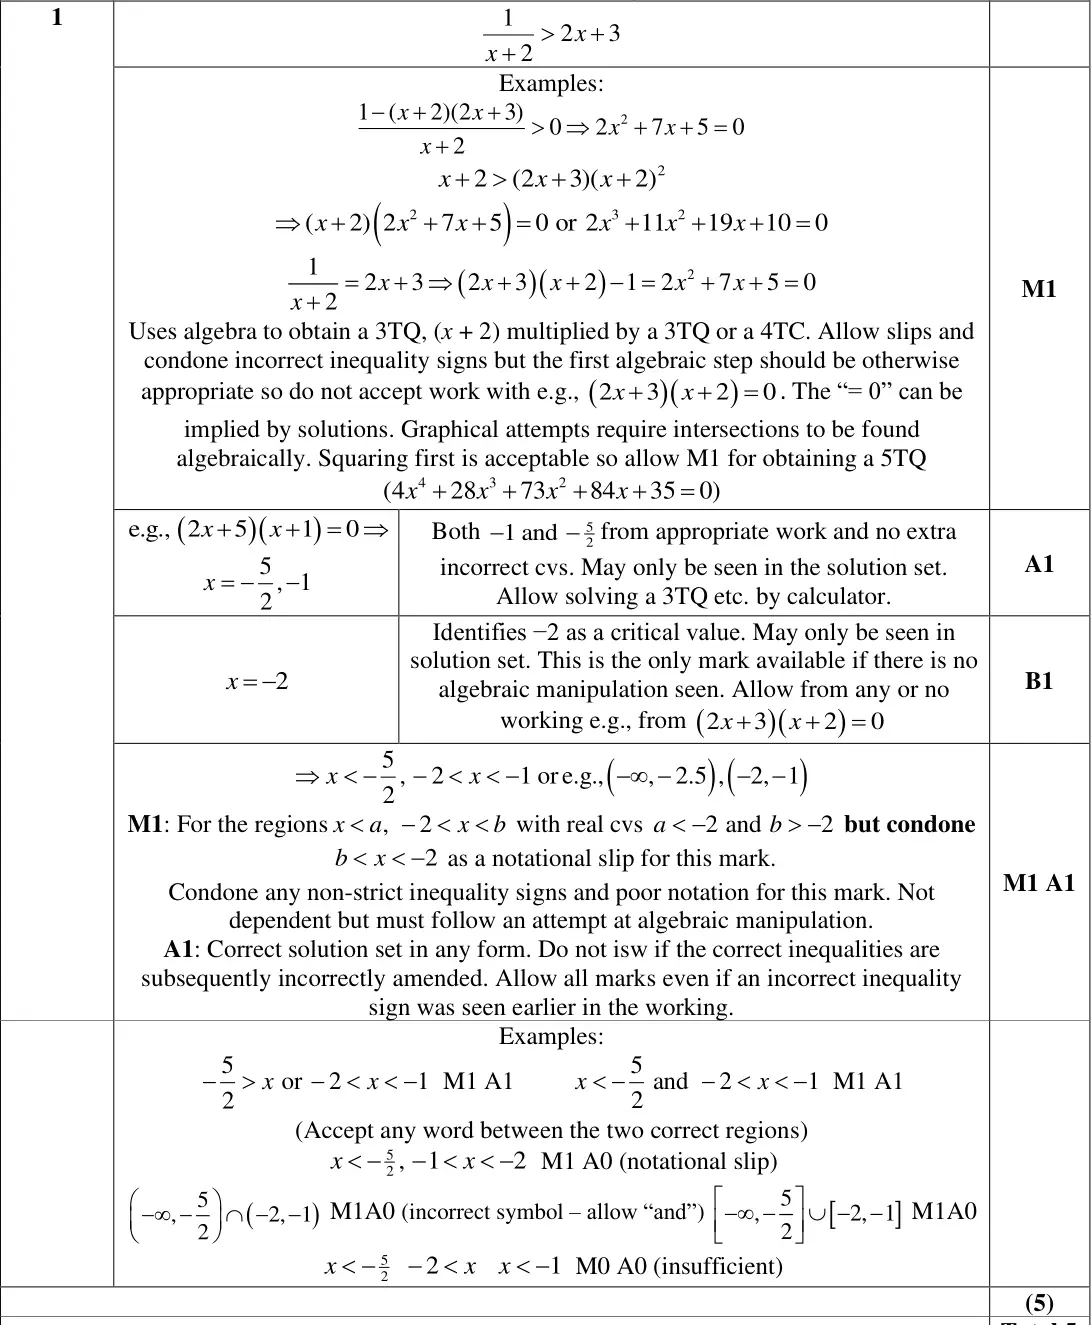 1
1/(x + 2) > 2x + 3
Examples:
(1 − (x + 2)(2x + 3))/(x + 2) > 0 ⇒ 2x² + 7x + 5 = 0
x + 2 > (2x + 3)(x + 2)²
⇒ (x + 2)(2x² + 7x + 5) = 0 or 2x³ + 11x² + 19x + 10 = 0
1/(x + 2) = 2x + 3 ⇒ (2x + 3)(x + 2) − 1 = 2x² + 7x + 5 = 0
Uses algebra to obtain a 3TQ, (x + 2) multiplied by a 3TQ or a 4TC. Allow slips and
condone incorrect inequality signs but the first algebraic step should be otherwise
appropriate so do not accept work with e.g., (2x + 3)(x + 2) = 0. The “= 0” can be
implied by solutions. Graphical attempts require intersections to be found
algebraically. Squaring first is acceptable so allow M1 for obtaining a 5TQ
(4x⁴ + 28x³ + 73x² + 84x + 35 = 0)
M1
e.g., (2x + 5)(x + 1) = 0 ⇒
x = −5/2, −1
Both −1 and −5/2 from appropriate work and no extra
incorrect cvs. May only be seen in the solution set.
Allow solving a 3TQ etc. by calculator.
A1
x = −2
Identifies −2 as a critical value. May only be seen in
solution set. This is the only mark available if there is no
algebraic manipulation seen. Allow from any or no
working e.g., from (2x + 3)(x + 2) = 0
B1
⇒ x < −5/2, −2 < x < −1 or e.g., (−∞, −2.5), (−2, −1)
M1: For the regions x < a, −2 < x < b with real cvs a < −2 and b > −2 but condone
b < x < −2 as a notational slip for this mark.
Condone any non-strict inequality signs and poor notation for this mark. Not
dependent but must follow an attempt at algebraic manipulation.
A1: Correct solution set in any form. Do not isw if the correct inequalities are
subsequently incorrectly amended. Allow all marks even if an incorrect inequality
sign was seen earlier in the working.
M1 A1
Examples:
−5/2 > x or −2 < x < −1 M1 A1 x < −5/2 and −2 < x < −1 M1 A1
(Accept any word between the two correct regions)
x < −5/2, −1 < x < −2 M1 A0 (notational slip)
(−∞, −5/2) ∩ (−2, −1) M1A0 (incorrect symbol – allow “and”) [−∞, −5/2] ∪ [−2, −1] M1A0
x < −5/2 −2 < x x < −1 M0 A0 (insufficient)
(5)
Total 5